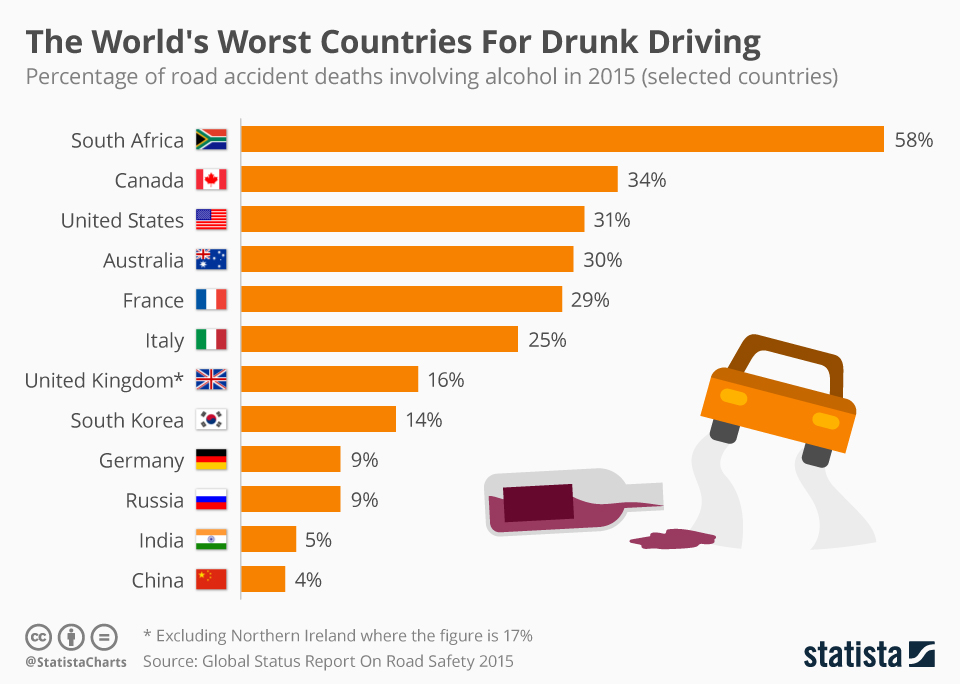 The World's Worst Countries For Drunk Driving
Percentage of road accident deaths involving alcohol in 2015 (selected countries)
South Africa 58%
Canada 34%
United States 31%
Australia 30%
France 29%
Italy 25%
United Kingdom* 16%
South Korea 14%
Germany 9%
Russia 9%
India 5%
China 4%
cc
@StatistaCharts
* Excluding Northern Ireland where the figure is 17%
Source: Global Status Report On Road Safety 2015
statista